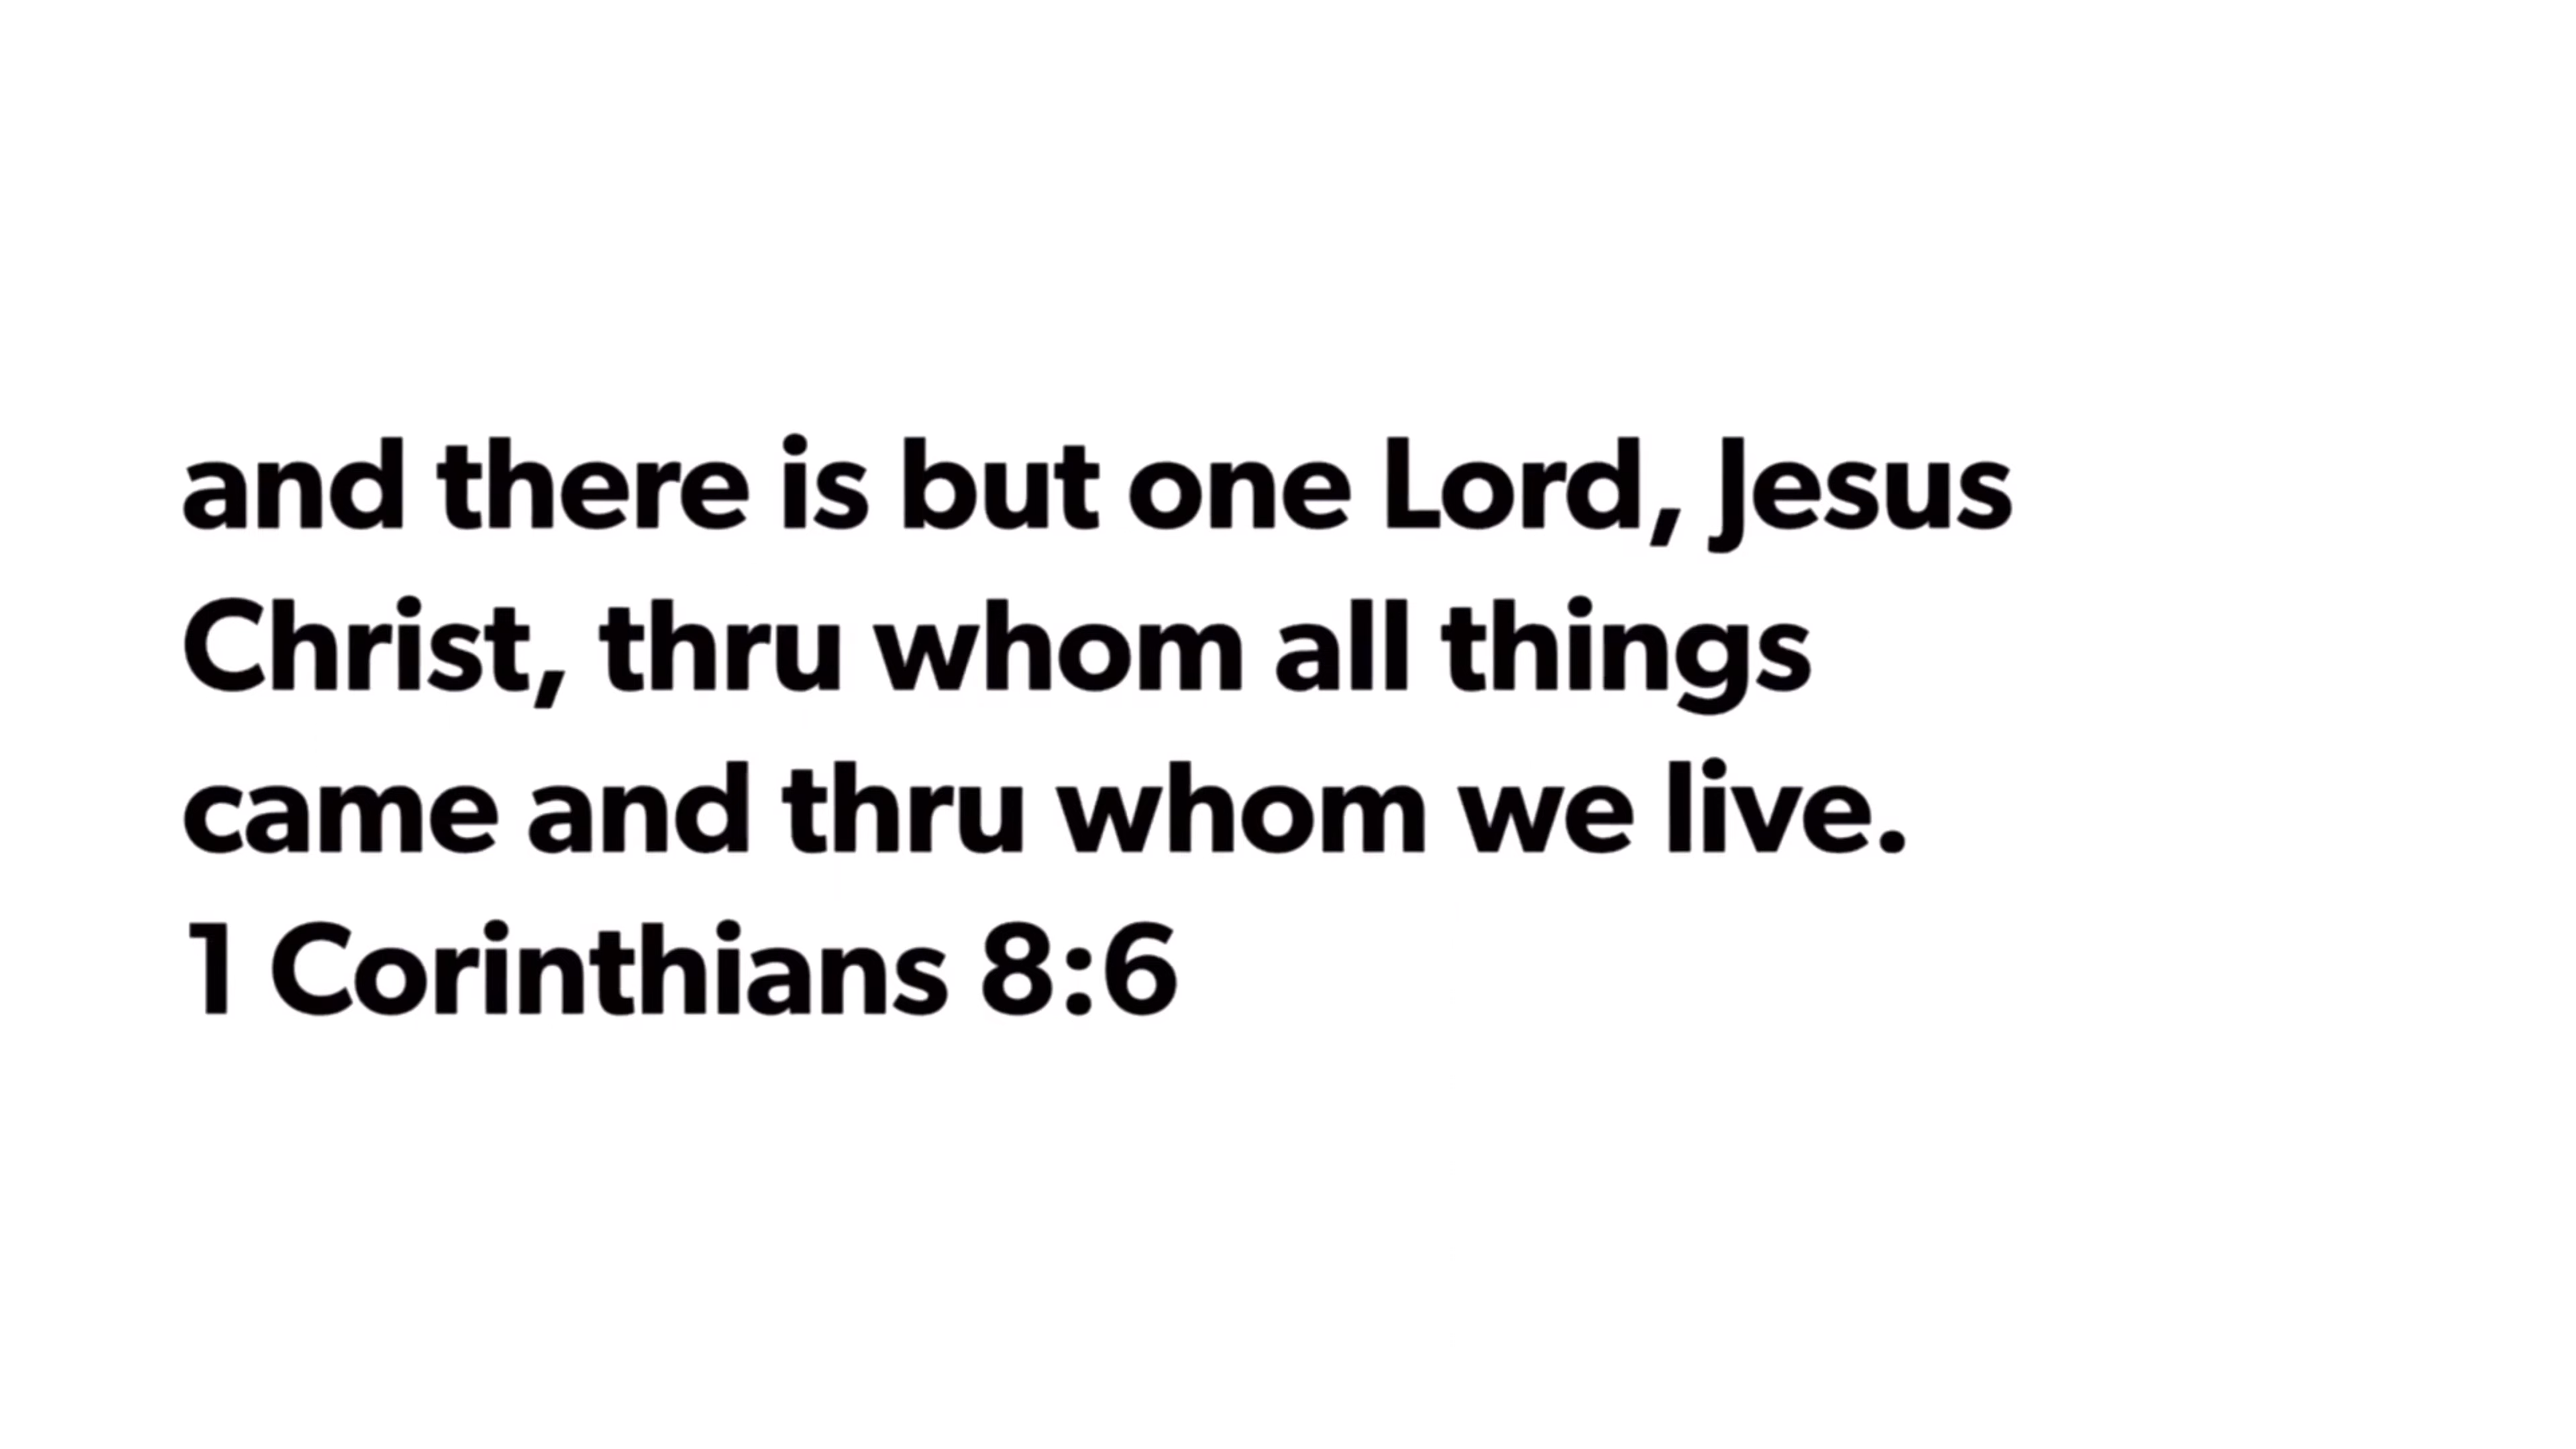 and there is but one Lord, Jesus
Christ, thru whom all things
came and thru whom we live.
1 Corinthians 8:6